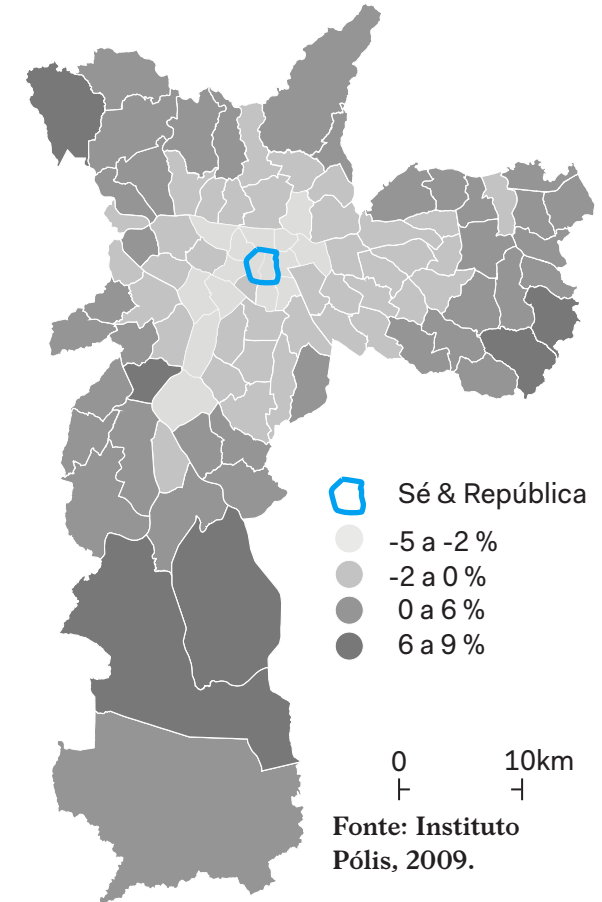 Sé & República
-5 a -2 %
-2 a 0 %
0 a 6 %
6 a 9 %
0 10km
Fonte: Instituto
Pólis, 2009.